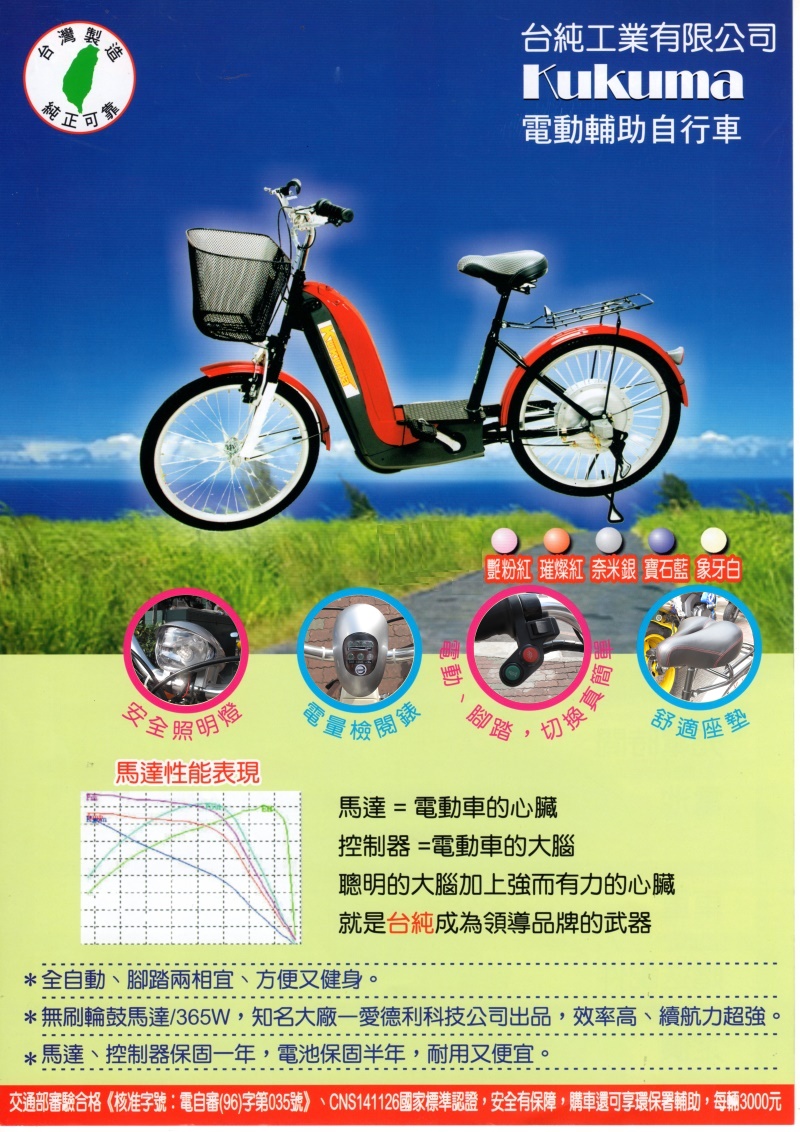 台灣製造
純正可靠
台純工業有限公司
Kukuma
電動輔助自行車
艷粉紅 璀燦紅 奈米銀 寶石藍 象牙白
安全照明燈
電量檢閱錶
電動、腳踏，切換真簡單
舒適座墊
馬達性能表現
馬達 = 電動車的心臟
控制器 =電動車的大腦
聰明的大腦加上強而有力的心臟
就是台純成為領導品牌的武器
*全自動、腳踏兩相宜、方便又健身。
*無刷輪鼓馬達/365W，知名大廠－愛德利科技公司出品，效率高、續航力超強。
*馬達、控制器保固一年，電池保固半年，耐用又便宜。
交通部審驗合格《核准字號：電自審(96)字第035號》、CNS141126國家標準認證，安全有保障，購車還可享環保署輔助，每輛3000元